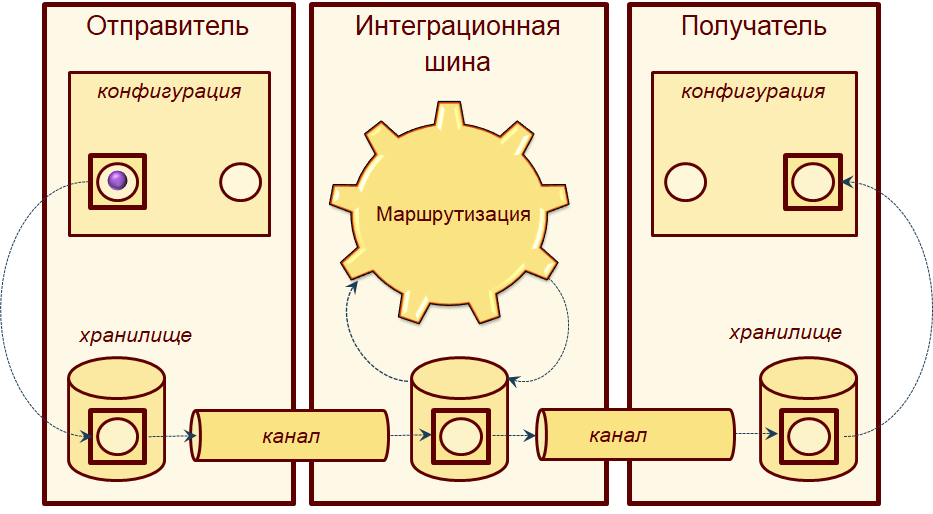 Отправитель
Интеграционная
шина
Получатель
конфигурация
конфигурация
Маршрутизация
хранилище
хранилище
канал
канал